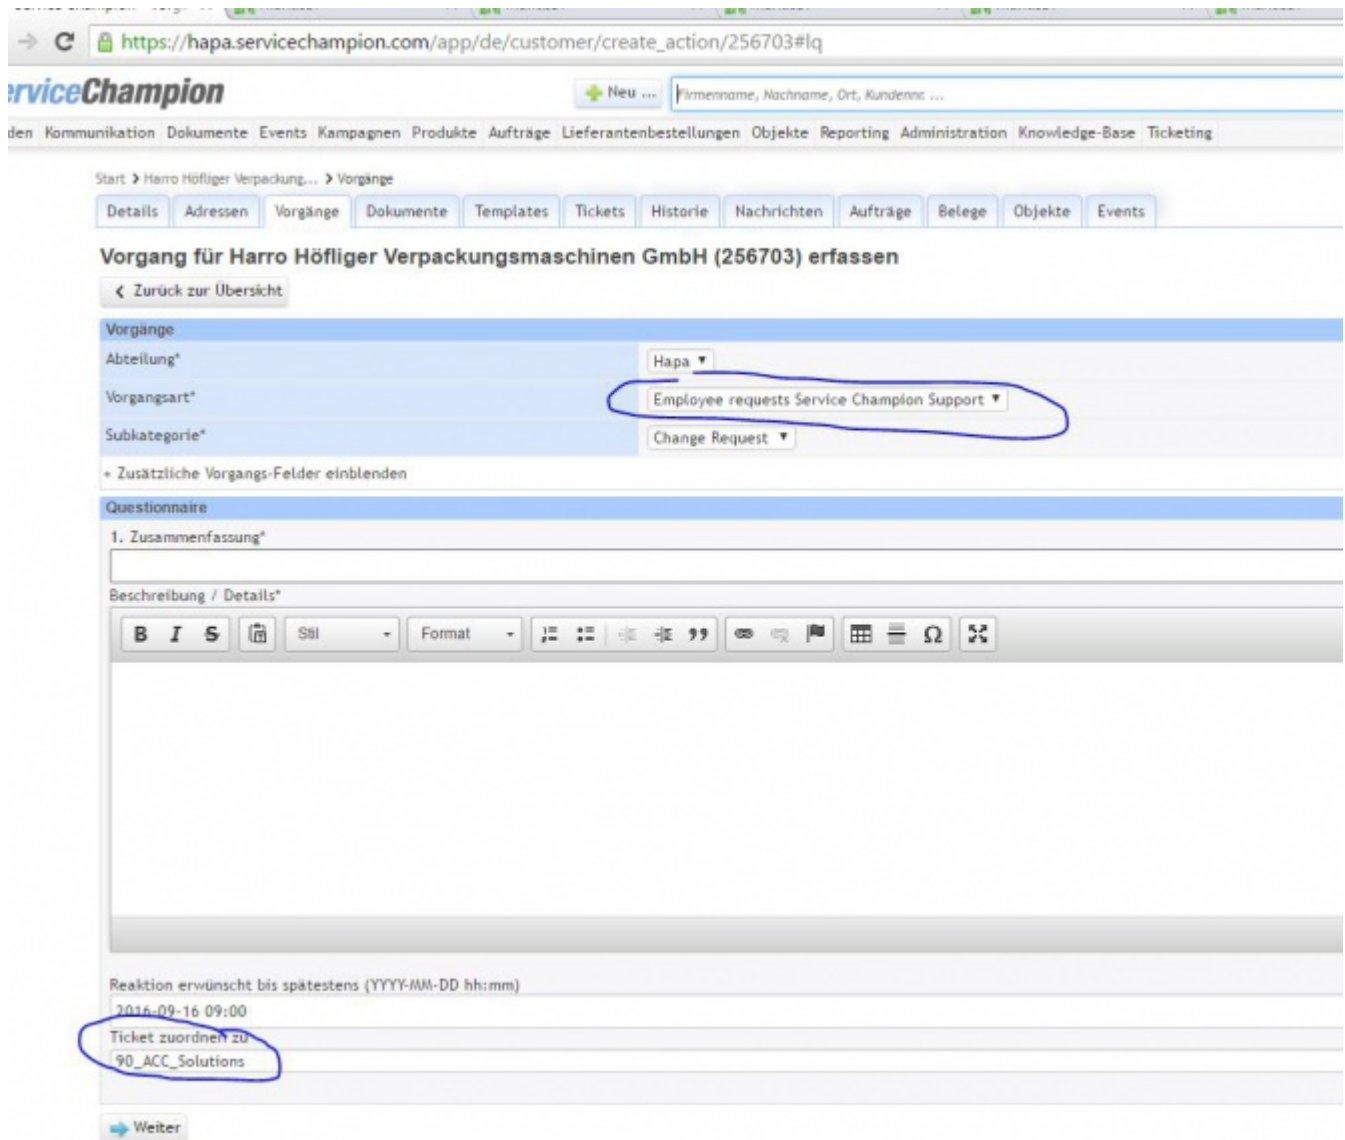 https://hapa.servicechampion.com/app/de/customer/create_action/256703#lq
erviceChampion
Neu ...
Firmenname, Nachname, Ort, Kundennr. ...
den Kommunikation Dokumente Events Kampagnen Produkte Aufträge Lieferantenbestellungen Objekte Reporting Administration Knowledge-Base Ticketing
Start > Harro Höfliger Verpackung... > Vorgänge
Details Adressen Vorgänge Dokumente Templates Tickets Historie Nachrichten Aufträge Belege Objekte Events
Vorgang für Harro Höfliger Verpackungsmaschinen GmbH (256703) erfassen
Zurück zur Übersicht
Vorgänge
Abteilung* Hapa
Vorgangsart* Employee requests Service Champion Support
Subkategorie* Change Request
+ Zusätzliche Vorgangs-Felder einblenden
Questionnaire
1. Zusammenfassung*
Beschreibung / Details*
B I S Stil Format Ω
Reaktion erwünscht bis spätestens (YYYY-MM-DD hh:mm)
2016-09-16 09:00
Ticket zuordnen zu
90_ACC_Solutions
Weiter